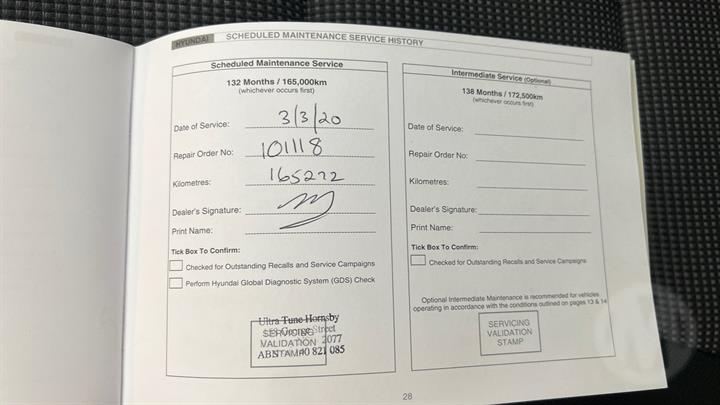 HYUNDAI SCHEDULED MAINTENANCE SERVICE HISTORY
Scheduled Maintenance Service
132 Months / 165,000km
(whichever occurs first)
Date of Service: 3/3/20
Repair Order No: 101118
Kilometres: 165272
Dealer's Signature:
Print Name:
Tick Box To Confirm:
Checked for Outstanding Recalls and Service Campaigns
Perform Hyundai Global Diagnostic System (GDS) Check
Ultra Tune Hornsby
George Street
SERVICING
VALIDATION 2077
STAMP
821 085
Intermediate Service (Optional)
138 Months / 172,500km
(whichever occurs first)
Date of Service:
Repair Order No:
Kilometres:
Dealer's Signature:
Print Name:
Tick Box To Confirm:
Checked for Outstanding Recalls and Service Campaigns
Optional Intermediate Maintenance is recommended for vehicles
operating in accordance with the conditions outlined on pages 13 & 14
SERVICING
VALIDATION
STAMP
28